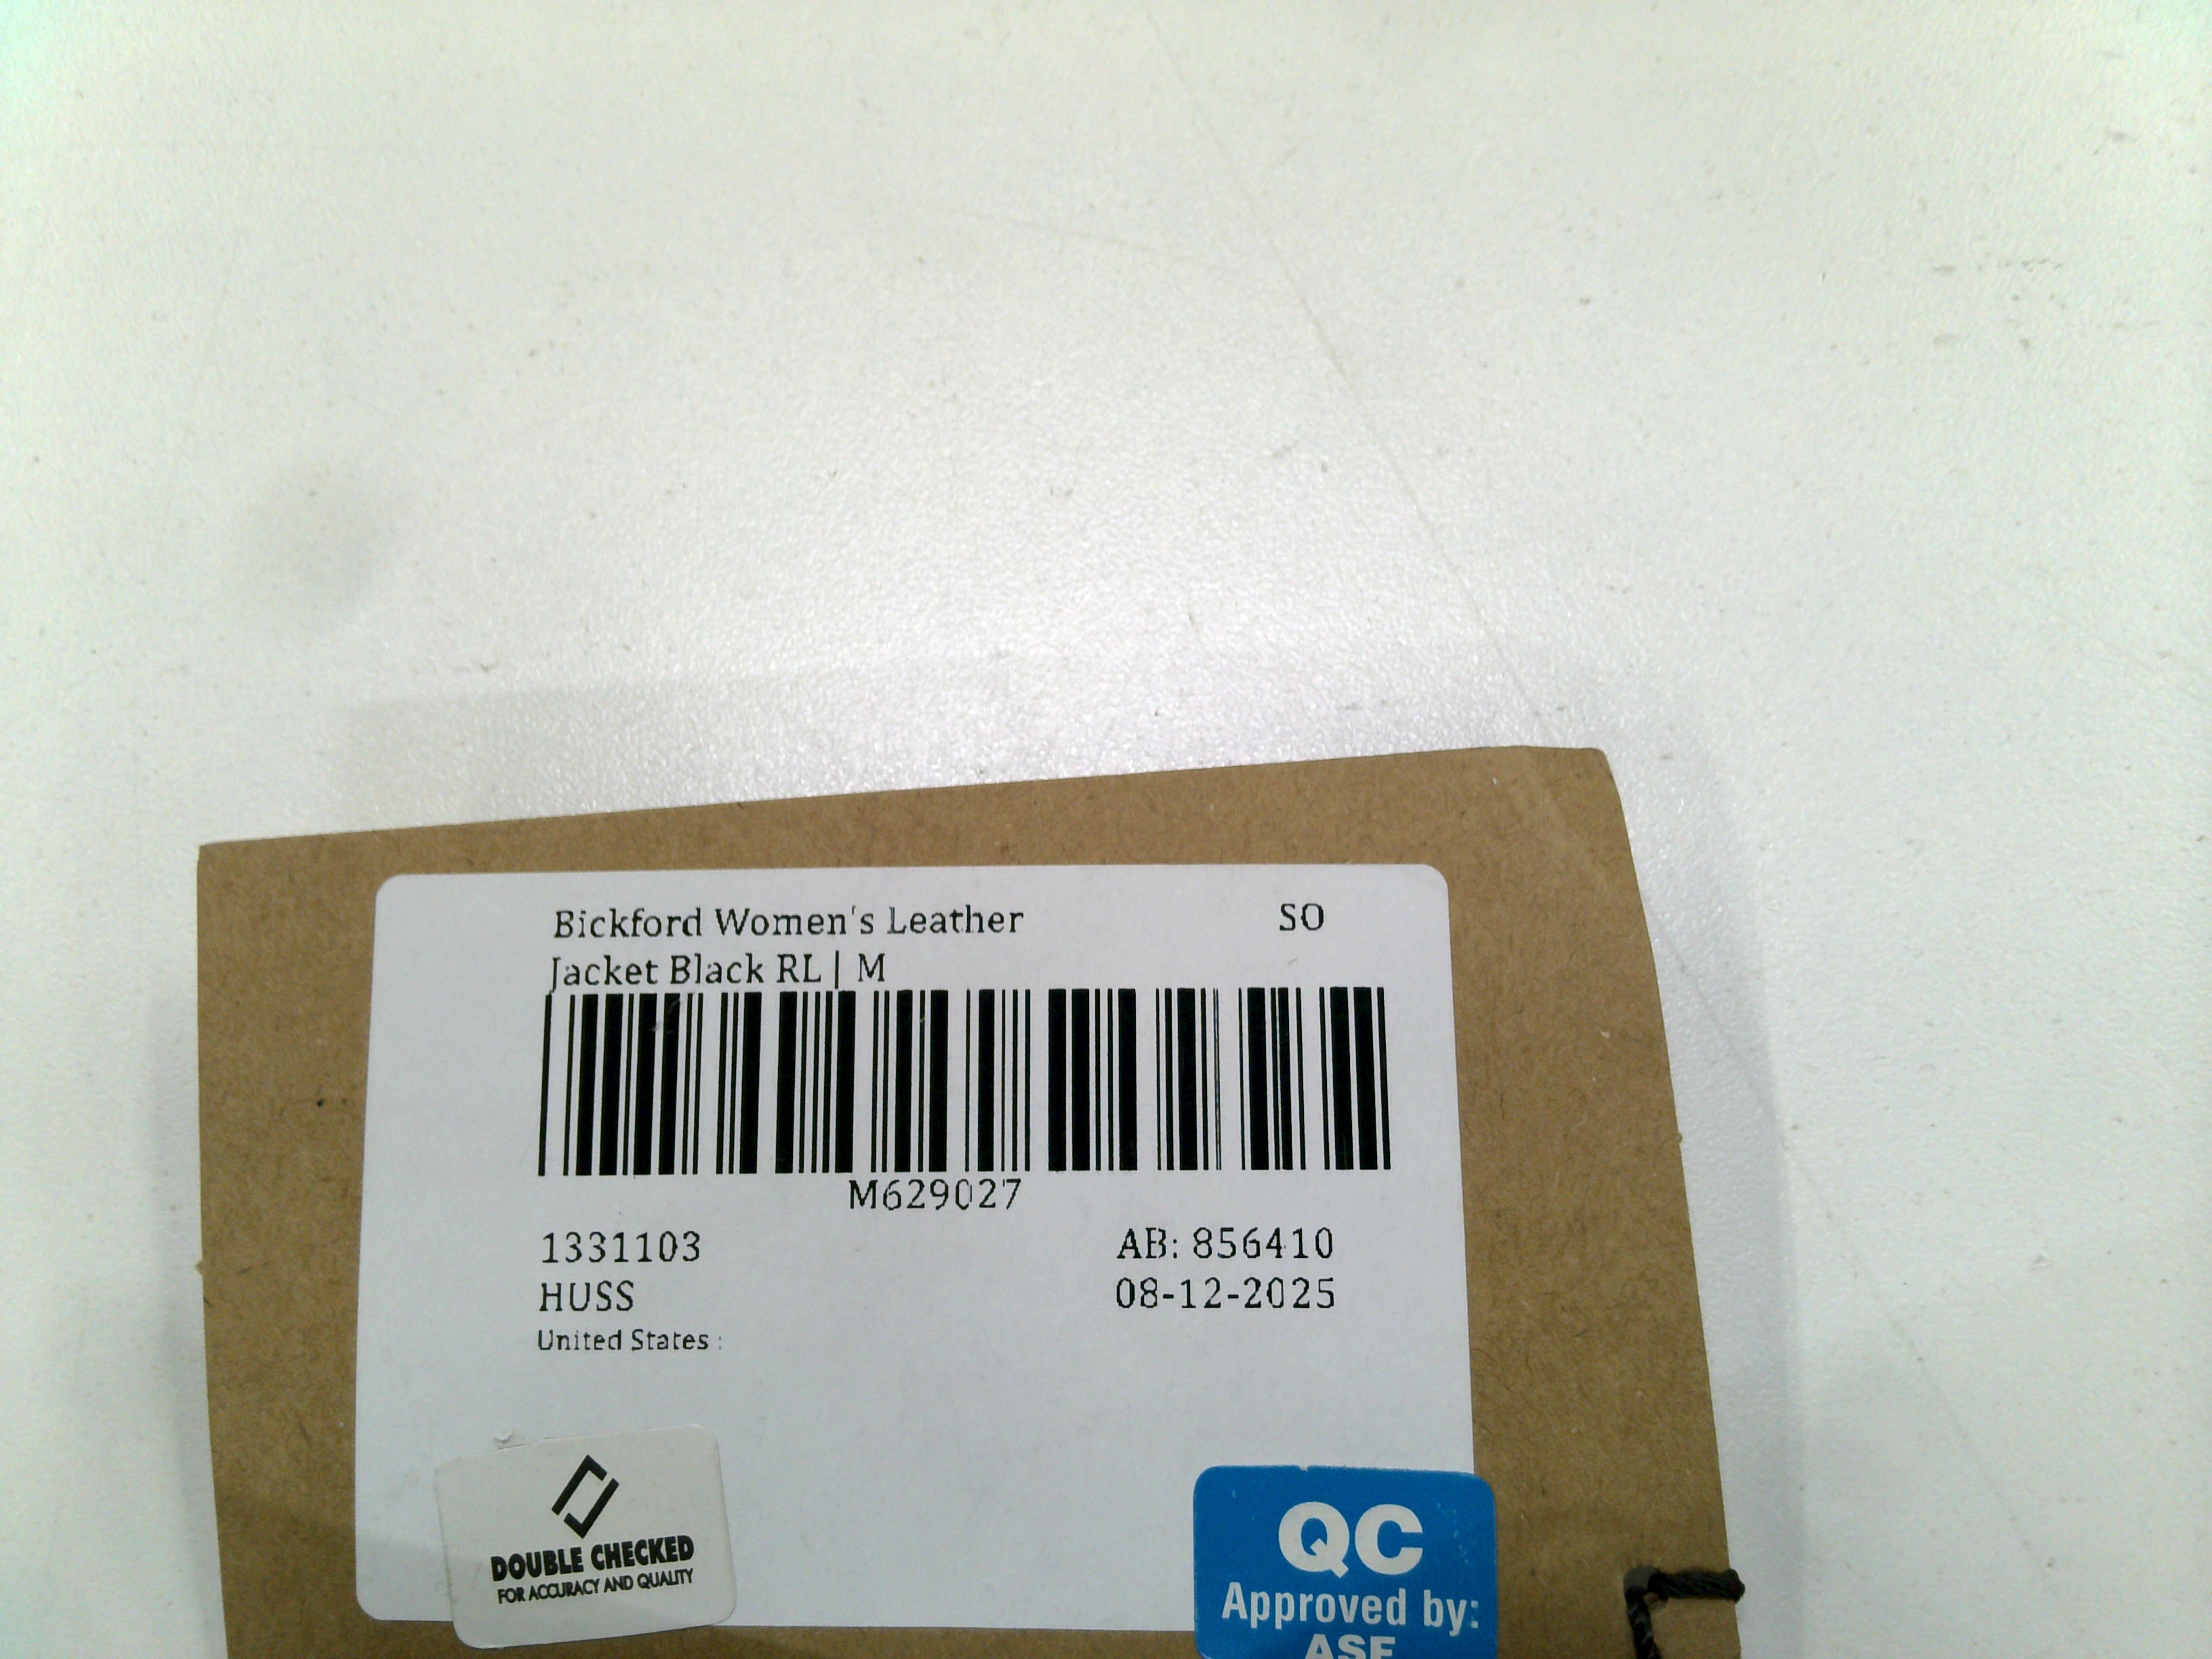 Bickford Women's Leather SO
Jacket Black RL | M
M629027
1331103 AB: 856410
HUSS 08-12-2025
United States :
DOUBLE CHECKED
FOR ACCURACY AND QUALITY
QC
Approved by: